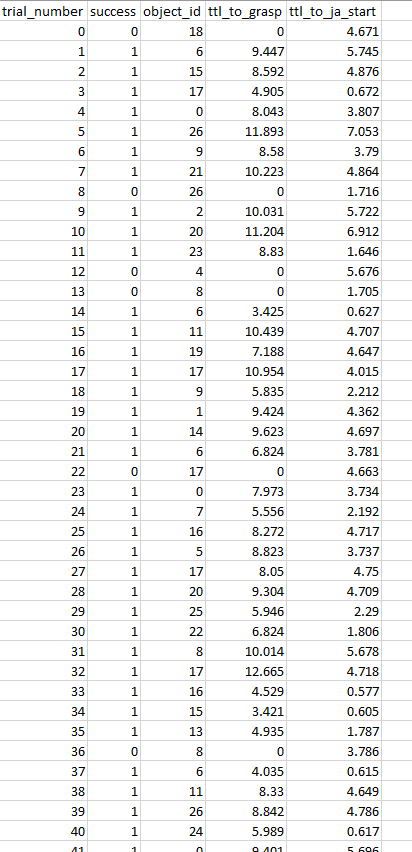 trial_number success object_id ttl_to_grasp ttl_to_ja_start
0 0 18 0 4.671
1 1 6 9.447 5.745
2 1 15 8.592 4.876
3 1 17 4.905 0.672
4 1 0 8.043 3.807
5 1 26 11.893 7.053
6 1 9 8.58 3.79
7 1 21 10.223 4.864
8 0 26 0 1.716
9 1 2 10.031 5.722
10 1 20 11.204 6.912
11 1 23 8.83 1.646
12 0 4 0 5.676
13 0 8 0 1.705
14 1 6 3.425 0.627
15 1 11 10.439 4.707
16 1 19 7.188 4.647
17 1 17 10.954 4.015
18 1 9 5.835 2.212
19 1 1 9.424 4.362
20 1 14 9.623 4.697
21 1 6 6.824 3.781
22 0 17 0 4.663
23 1 0 7.973 3.734
24 1 7 5.556 2.192
25 1 16 8.272 4.717
26 1 5 8.823 3.737
27 1 17 8.05 4.75
28 1 20 9.304 4.709
29 1 25 5.946 2.29
30 1 22 6.824 1.806
31 1 8 10.014 5.678
32 1 17 12.665 4.718
33 1 16 4.529 0.577
34 1 15 3.421 0.605
35 1 13 4.935 1.787
36 0 8 0 3.786
37 1 6 4.035 0.615
38 1 11 8.33 4.649
39 1 26 8.842 4.786
40 1 24 5.989 0.617
41 1 0 9.401 5.696